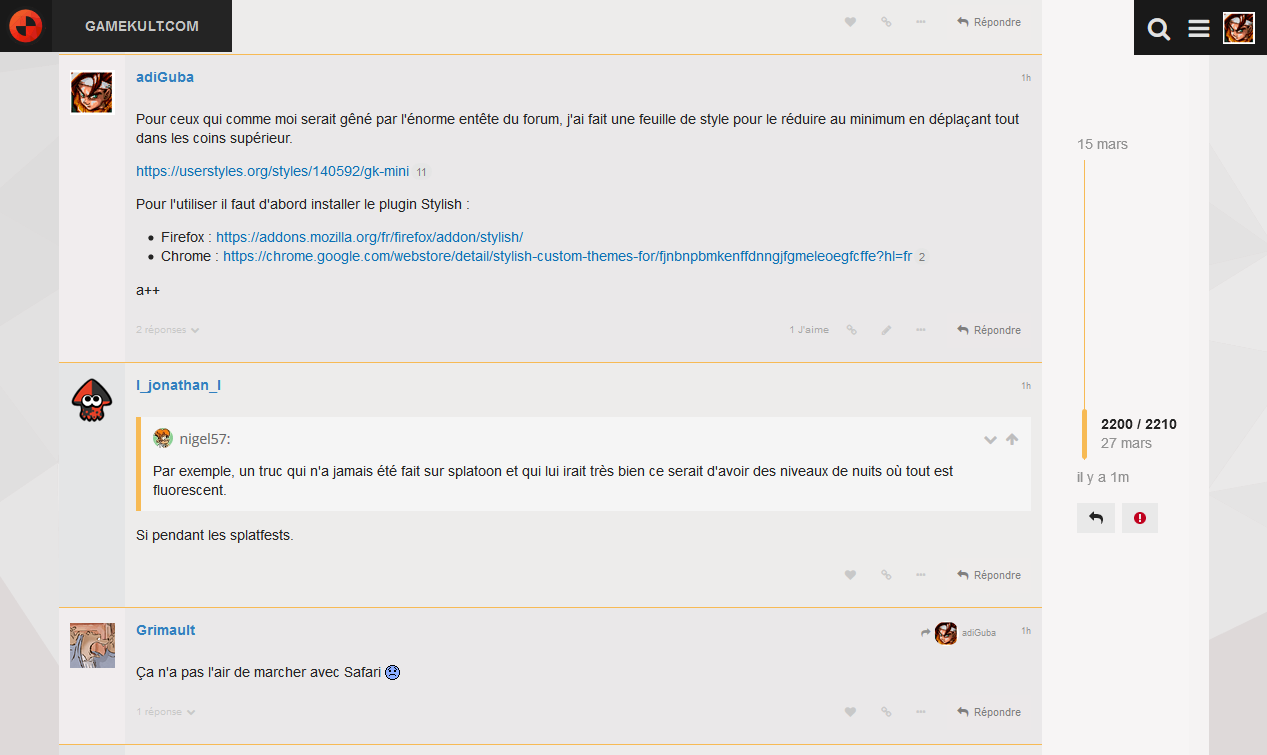 GAMEKULT.COM
Répondre
adiGuba
1h
Pour ceux qui comme moi serait gêné par l'énorme entête du forum, j'ai fait une feuille de style pour le réduire au minimum en déplaçant tout
dans les coins supérieur.
https://userstyles.org/styles/140592/gk-mini 11
Pour l'utiliser il faut d'abord installer le plugin Stylish :
• Firefox : https://addons.mozilla.org/fr/firefox/addon/stylish/
• Chrome : https://chrome.google.com/webstore/detail/stylish-custom-themes-for/fjnbnpbmkenffdnngjfgmeleoegfcffe?hl=fr 2
a++
2 réponses
1 J'aime
Répondre
l_jonathan_l
1h
nigel57:
Par exemple, un truc qui n'a jamais été fait sur splatoon et qui lui irait très bien ce serait d'avoir des niveaux de nuits où tout est
fluorescent.
Si pendant les splatfests.
Répondre
Grimault
adiGuba
1h
Ça n'a pas l'air de marcher avec Safari
1 réponse
Répondre
15 mars
2200 / 2210
27 mars
il y a 1m